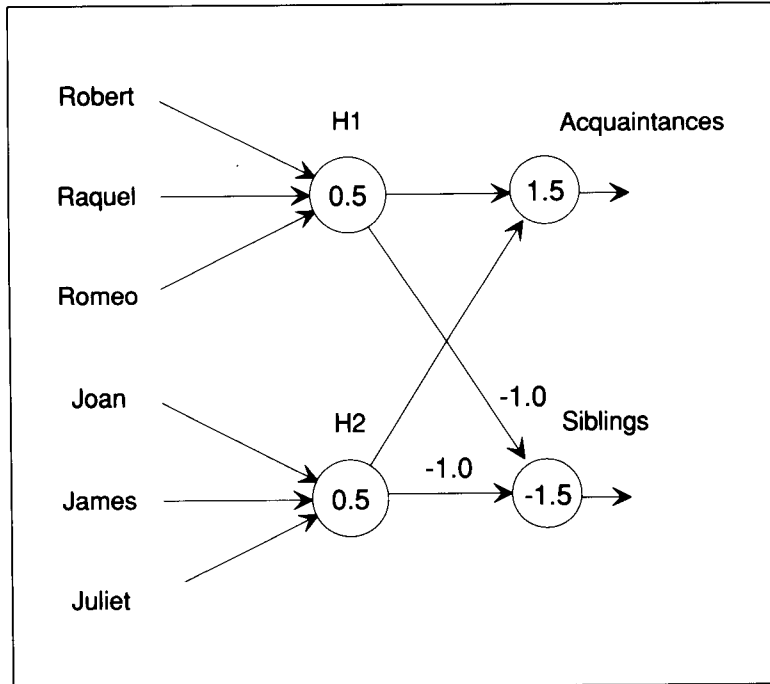 Robert
H1
Acquaintances
Raquel
0.5
1.5
Romeo
Joan
-1.0
H2
Siblings
-1.0
James
0.5
-1.5
Juliet